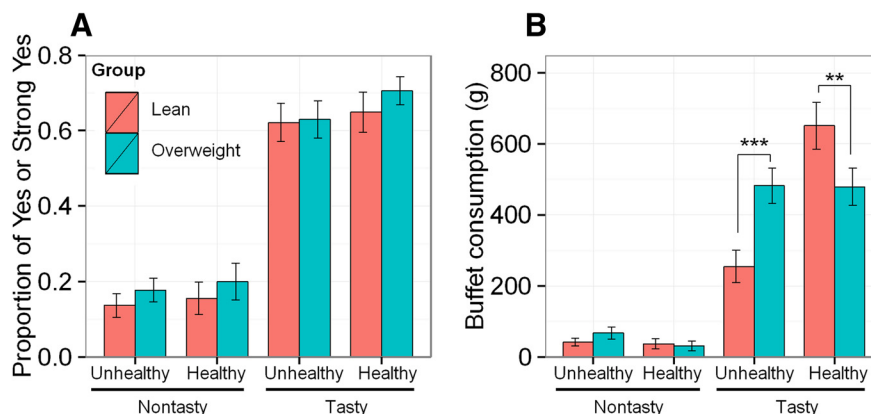 A
Proportion of Yes or Strong Yes
0.8
0.6
0.4
0.2
0.0
Group
Lean
Overweight
Unhealthy Healthy Unhealthy Healthy
Nontasty Tasty
B
Buffet consumption (g)
800
600
400
200
0
***
**
Unhealthy Healthy Unhealthy Healthy
Nontasty Tasty